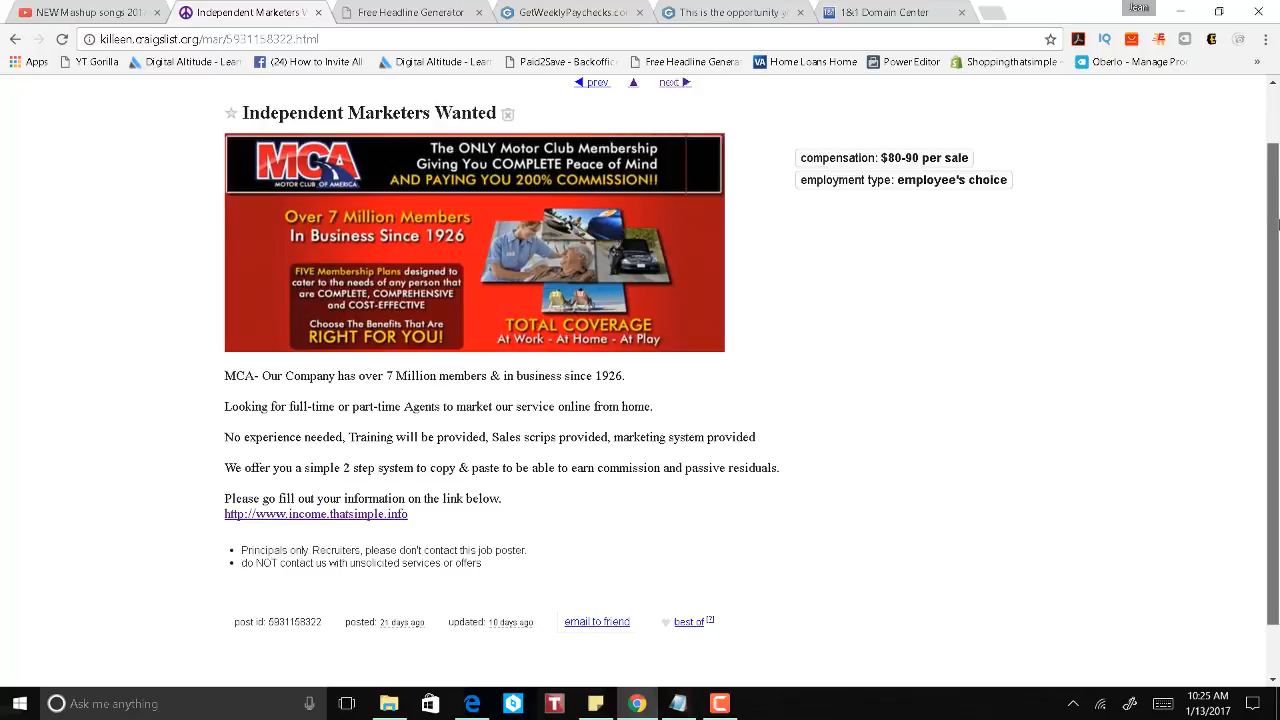 NEW Mashup song 201
Independent Marketers W
Free Headline Generato
GetWeeklyPaychecks.co
This is the opportunity y
1&1 Domain Center
Jean
killeen.craigslist.org/mar/5931158322.html
Apps
YT Gorilla
Digital Altitude - Lear
(24) How to Invite All
Digital Altitude - Lear
Paid2Save - Backoffic
Free Headline Genera
Home Loans Home
Power Editor
Shoppingthatsimple.
Oberlo - Manage Pro
»
◀ prev ▲ next ▶
☆ Independent Marketers Wanted
MCA
MOTOR CLUB OF AMERICA
The ONLY Motor Club Membership
Giving You COMPLETE Peace of Mind
AND PAYING YOU 200% COMMISSION!!
Over 7 Million Members
In Business Since 1926
FIVE Membership Plans designed to
cater to the needs of any person that
are COMPLETE, COMPREHENSIVE
and COST-EFFECTIVE
Choose The Benefits That Are
RIGHT FOR YOU!
TOTAL COVERAGE
At Work - At Home - At Play
compensation: $80-90 per sale
employment type: employee's choice
MCA- Our Company has over 7 Million members & in business since 1926.
Looking for full-time or part-time Agents to market our service online from home.
No experience needed, Training will be provided, Sales scrips provided, marketing system provided
We offer you a simple 2 step system to copy & paste to be able to earn commission and passive residuals.
Please go fill out your information on the link below.
http://www.income.thatsimple.info
• Principals only. Recruiters, please don't contact this job poster.
• do NOT contact us with unsolicited services or offers
post id: 5931158322 posted: 21 days ago updated: 10 days ago email to friend best of [?]
Ask me anything
10:25 AM
1/13/2017